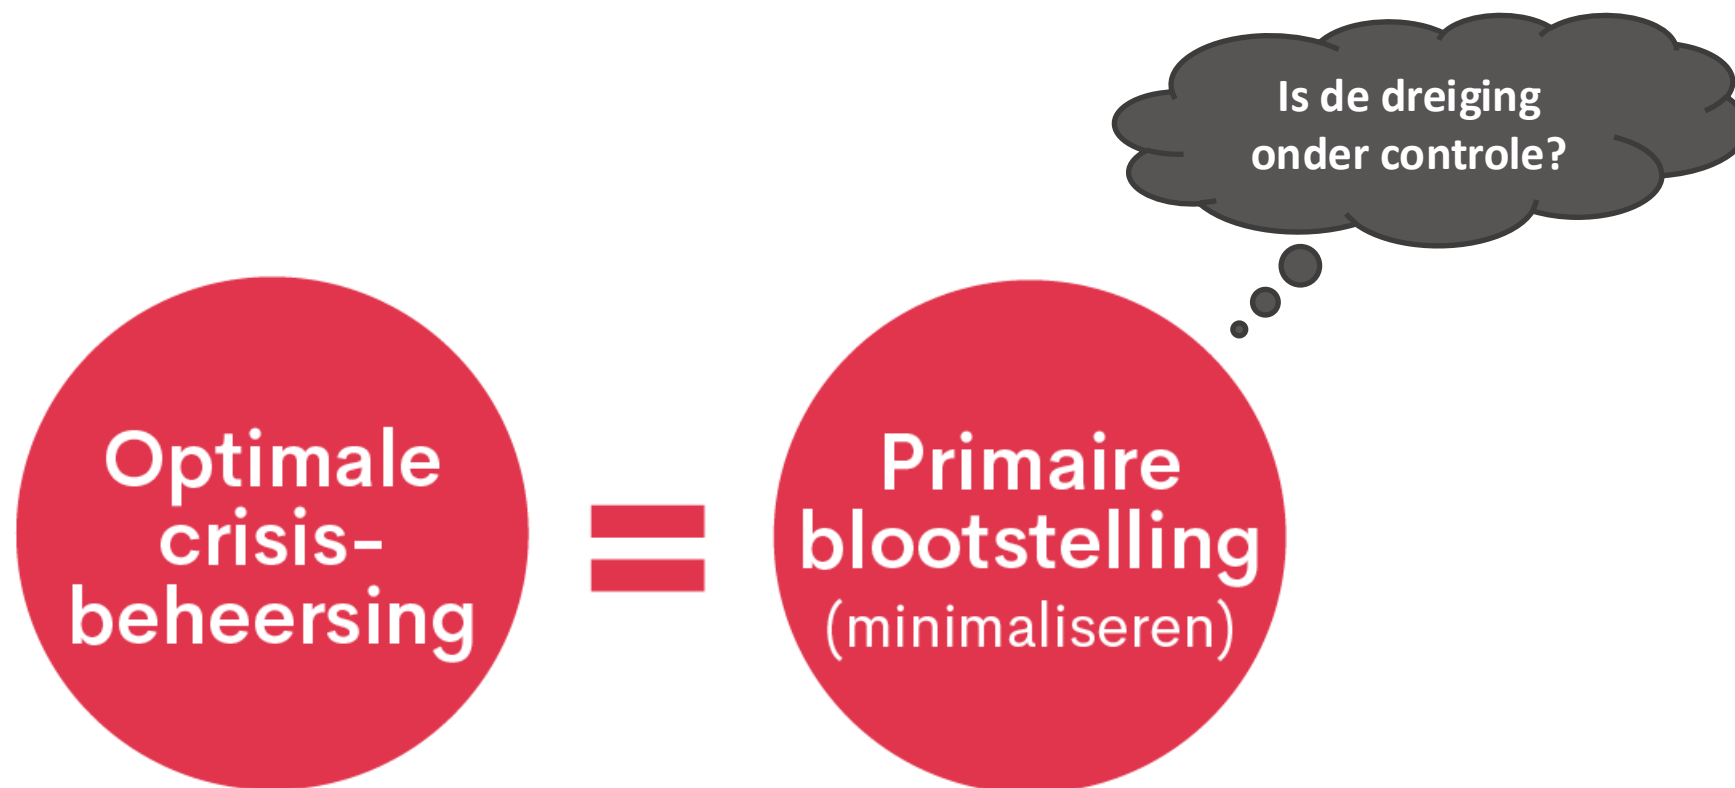 Is de dreiging
onder controle?
Optimale
crisis-
beheersing
=
Primaire
blootstelling
(minimaliseren)